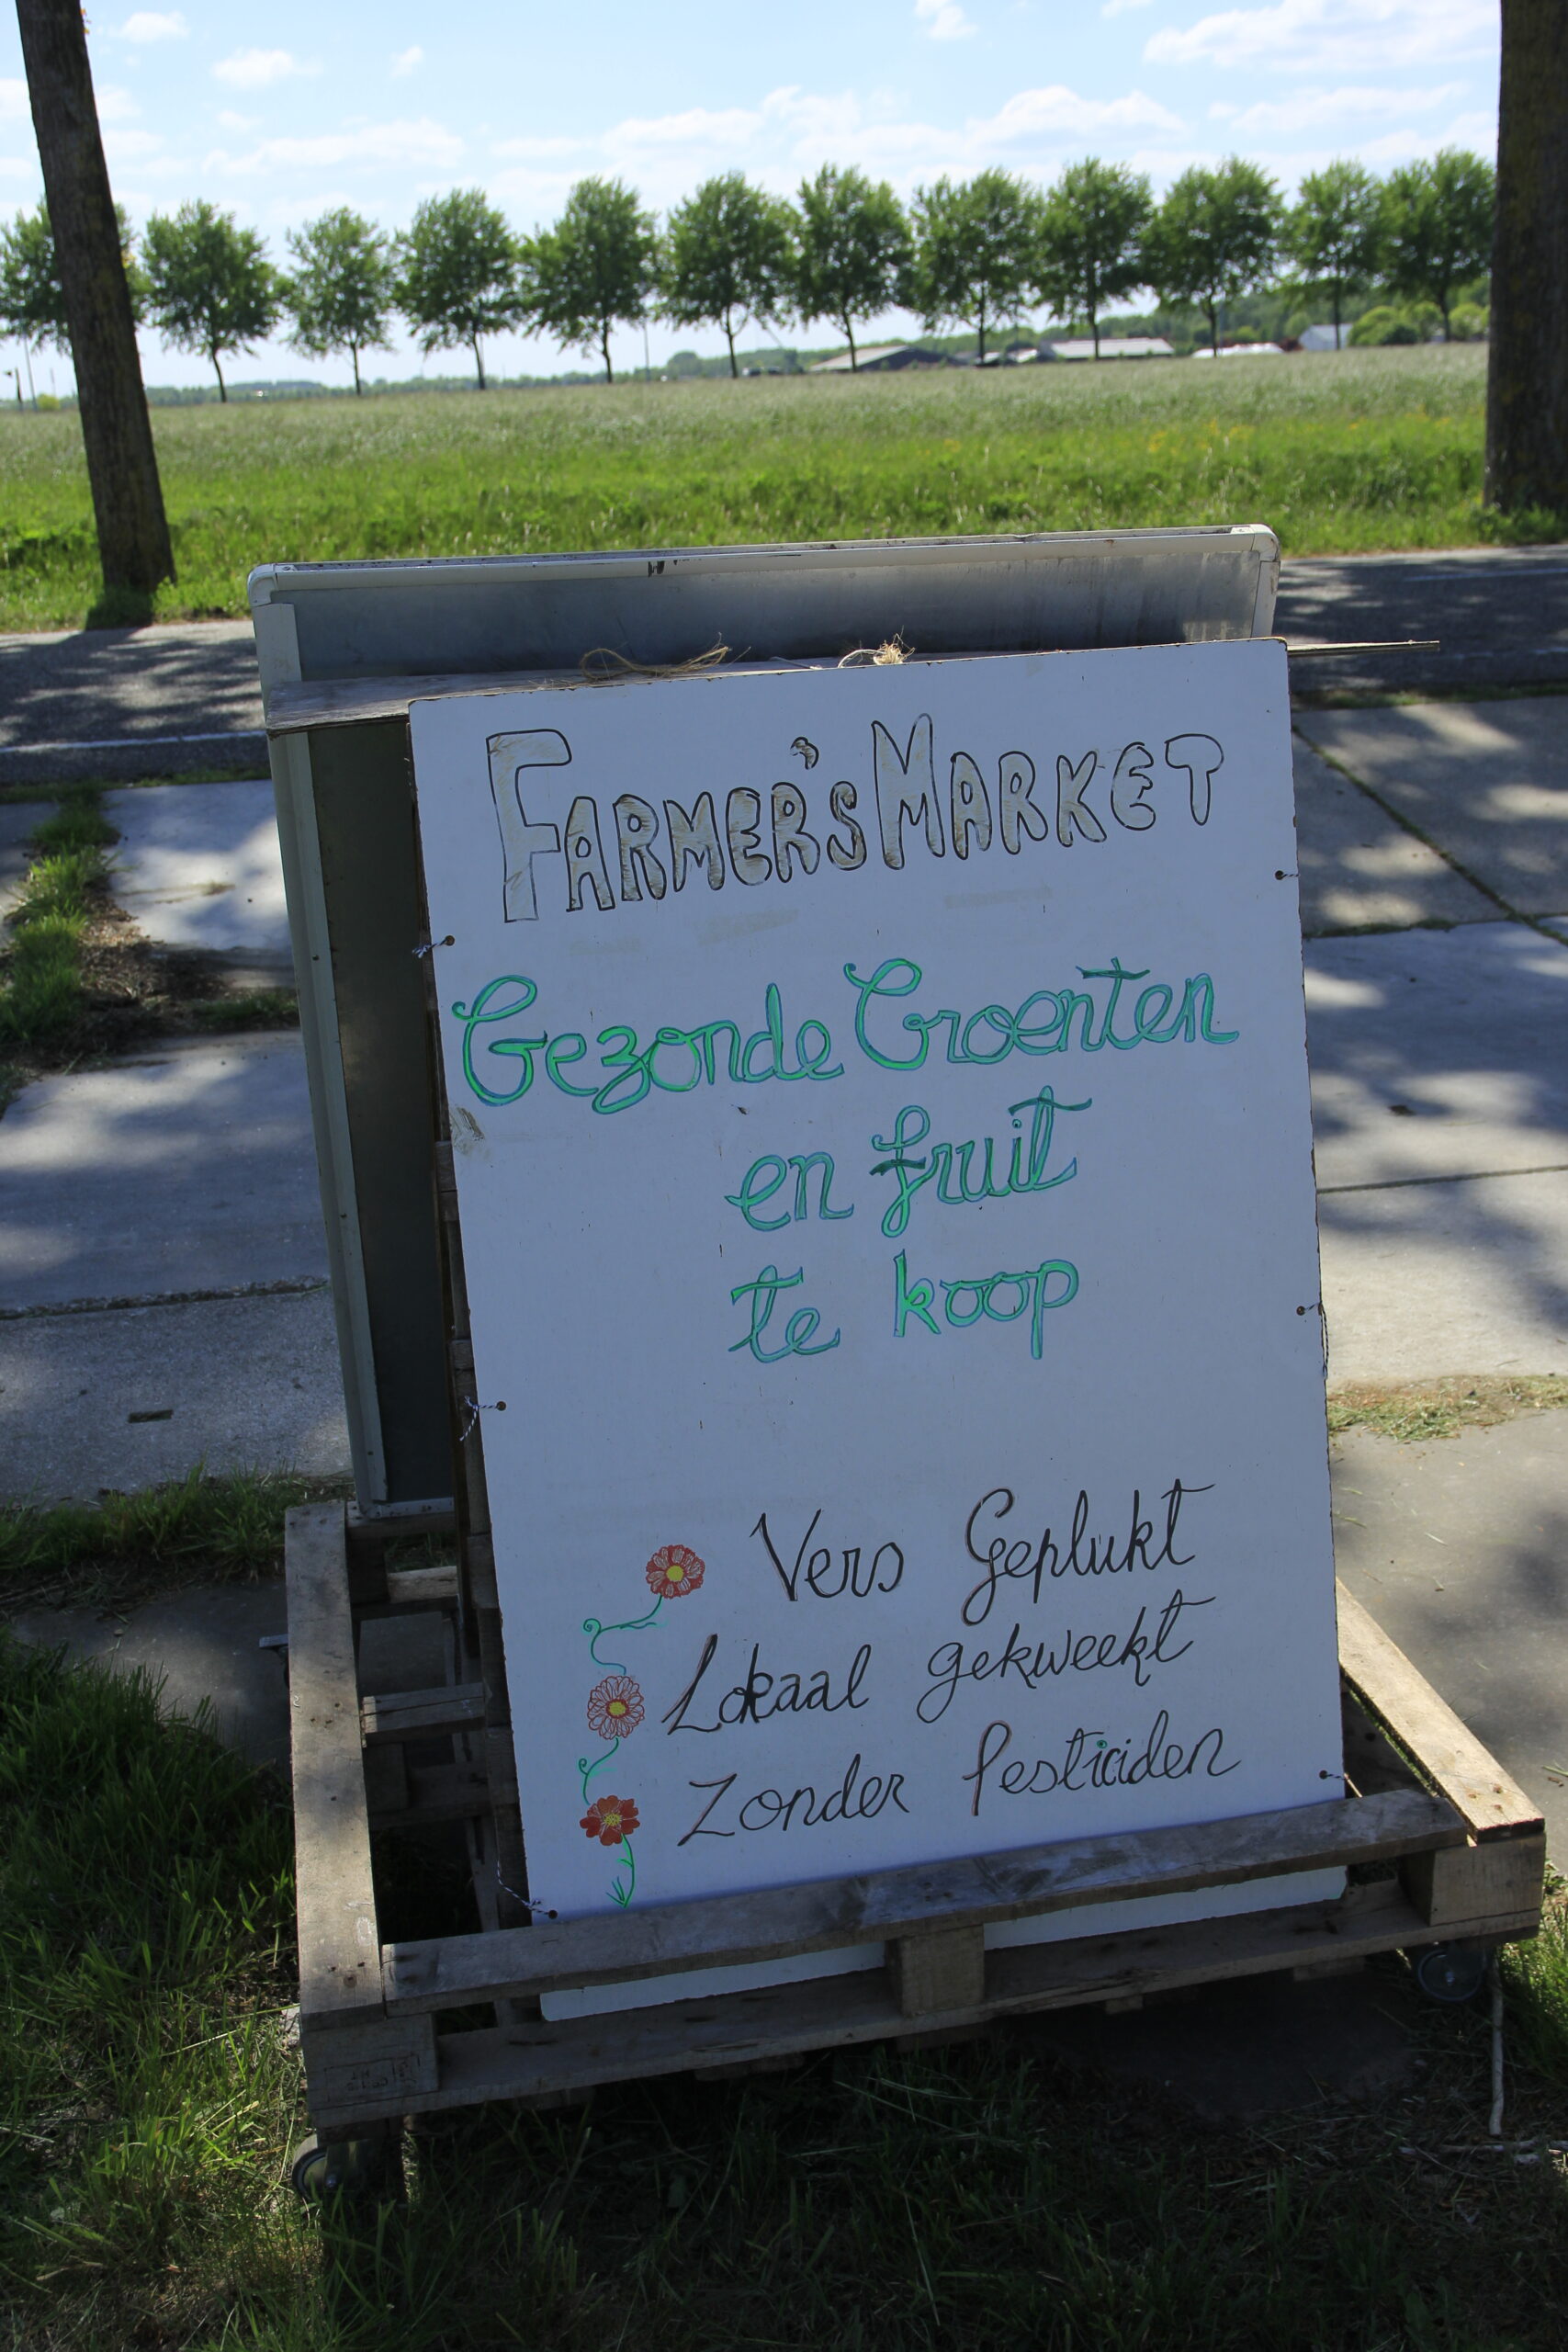 FARMER'S MARKET
Gezonde Groenten
en fruit
te koop
Vers Geplukt
Lokaal gekweekt
Zonder Pesticiden